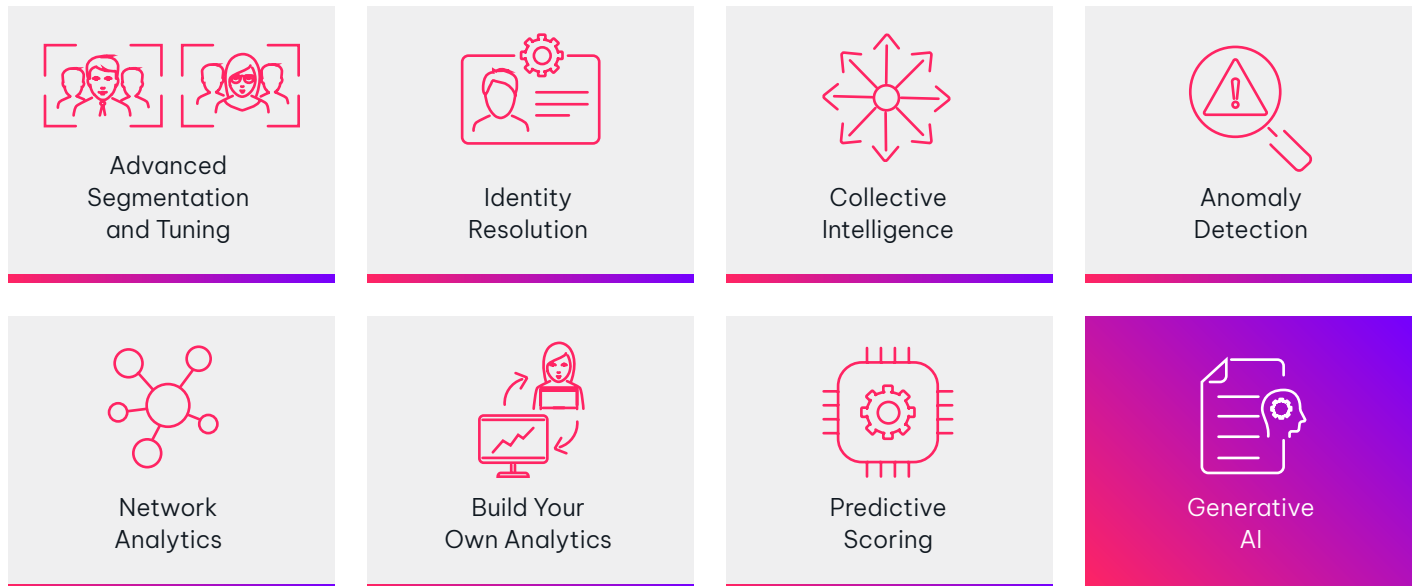 Advanced
Segmentation
and Tuning
Identity
Resolution
Collective
Intelligence
Anomaly
Detection
Network
Analytics
Build Your
Own Analytics
Predictive
Scoring
Generative
AI